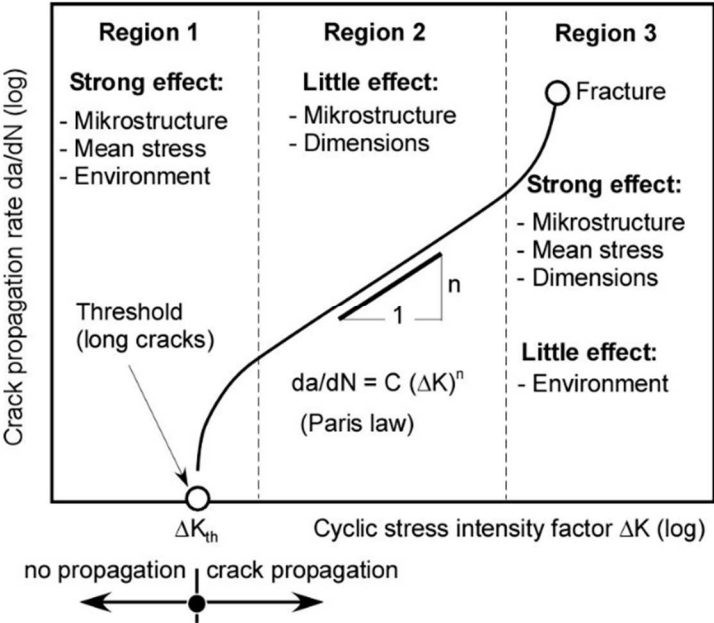 Region 1
Region 2
Region 3
Strong effect:
- Mikrostructure
- Mean stress
- Environment
Little effect:
- Mikrostructure
- Dimensions
Fracture
Strong effect:
- Mikrostructure
- Mean stress
- Dimensions
Little effect:
- Environment
Threshold
(long cracks)
n
1
da/dN = C (ΔK)ⁿ
(Paris law)
Crack propagation rate da/dN (log)
ΔKth
Cyclic stress intensity factor ΔK (log)
no propagation
crack propagation